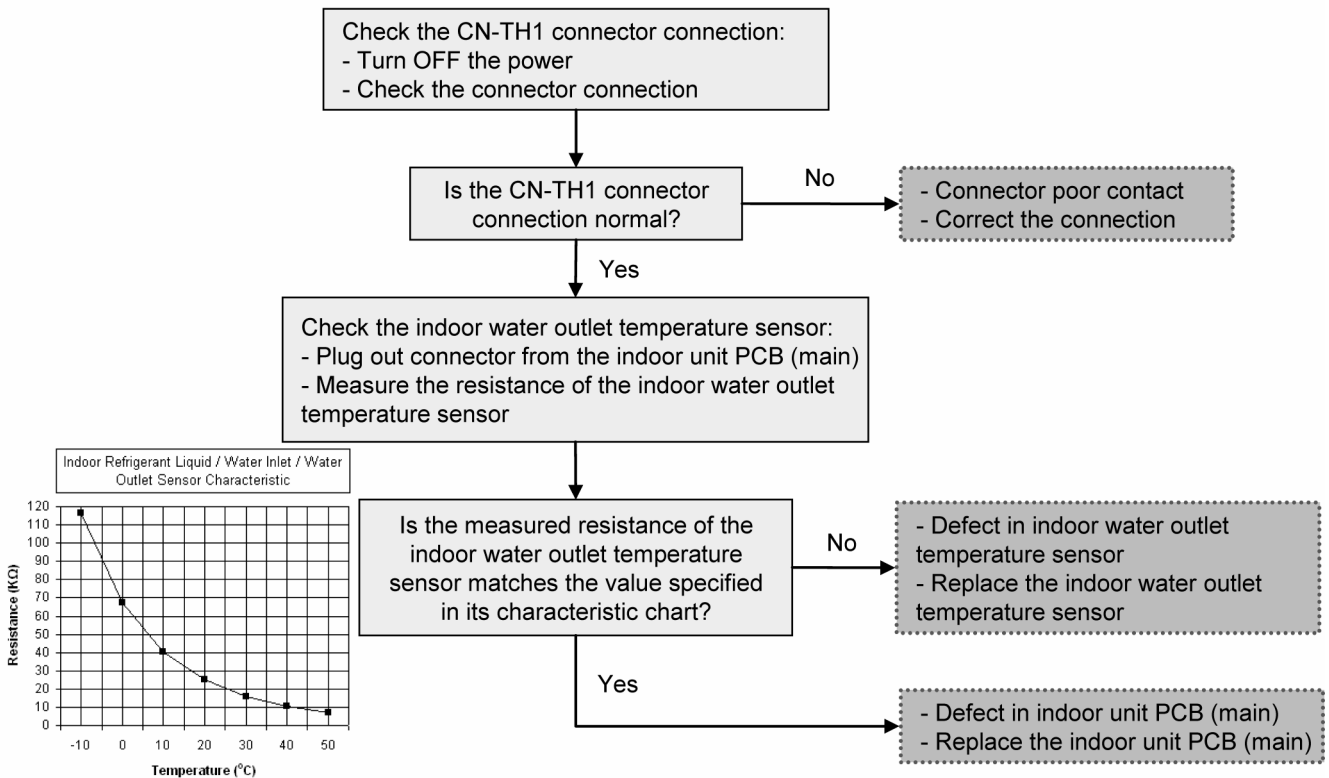 Check the CN-TH1 connector connection:
- Turn OFF the power
- Check the connector connection
Is the CN-TH1 connector
connection normal?
No
- Connector poor contact
- Correct the connection
Yes
Check the indoor water outlet temperature sensor:
- Plug out connector from the indoor unit PCB (main)
- Measure the resistance of the indoor water outlet
temperature sensor
Indoor Refrigerant Liquid / Water Inlet / Water
Outlet Sensor Characteristic
120
110
100
90
80
70
60
50
40
30
20
10
0
Resistance (KΩ)
-10 0 10 20 30 40 50
Temperature (°C)
Is the measured resistance of the
indoor water outlet temperature
sensor matches the value specified
in its characteristic chart?
No
- Defect in indoor water outlet
temperature sensor
- Replace the indoor water outlet
temperature sensor
Yes
- Defect in indoor unit PCB (main)
- Replace the indoor unit PCB (main)